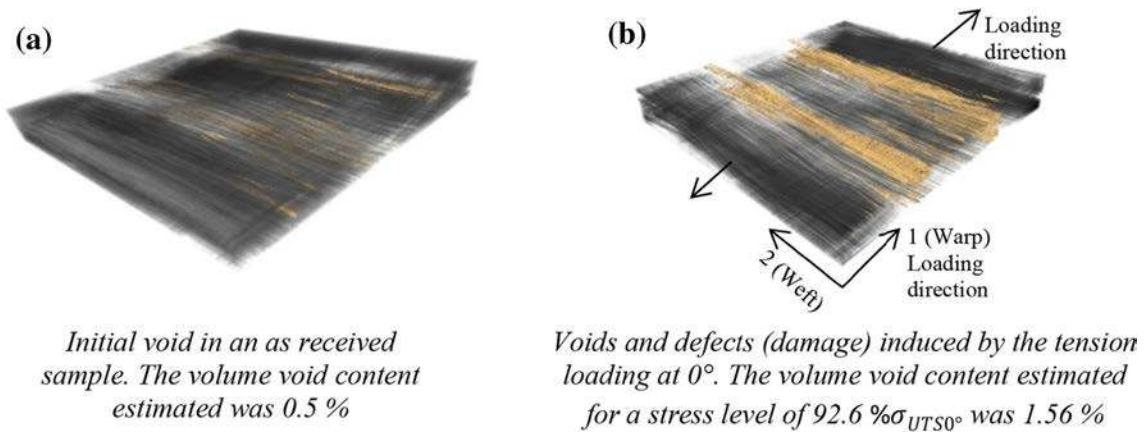 (a)
(b)
Loading
direction
1 (Warp)
Loading
direction
2 (Weft)
Initial void in an as received
sample. The volume void content
estimated was 0.5 %
Voids and defects (damage) induced by the tension
loading at 0°. The volume void content estimated
for a stress level of 92.6 %σUTS0° was 1.56 %